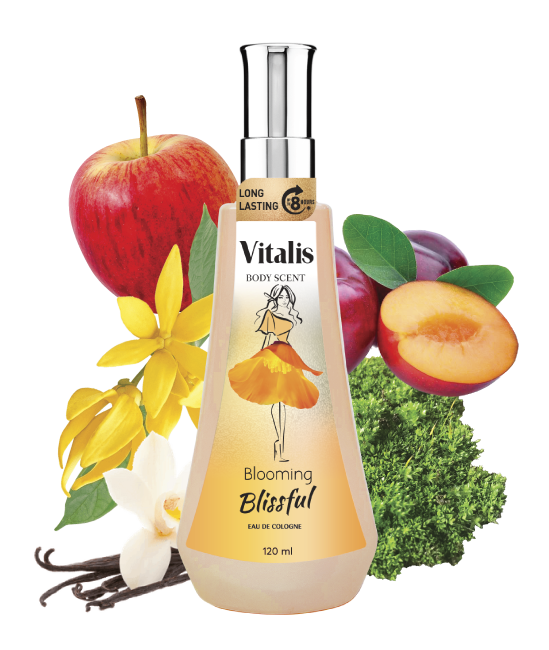 LONG
LASTING
8
Vitalis
BODY SCENT
Blooming
Blissful
EAU DE COLOGNE
120 ml